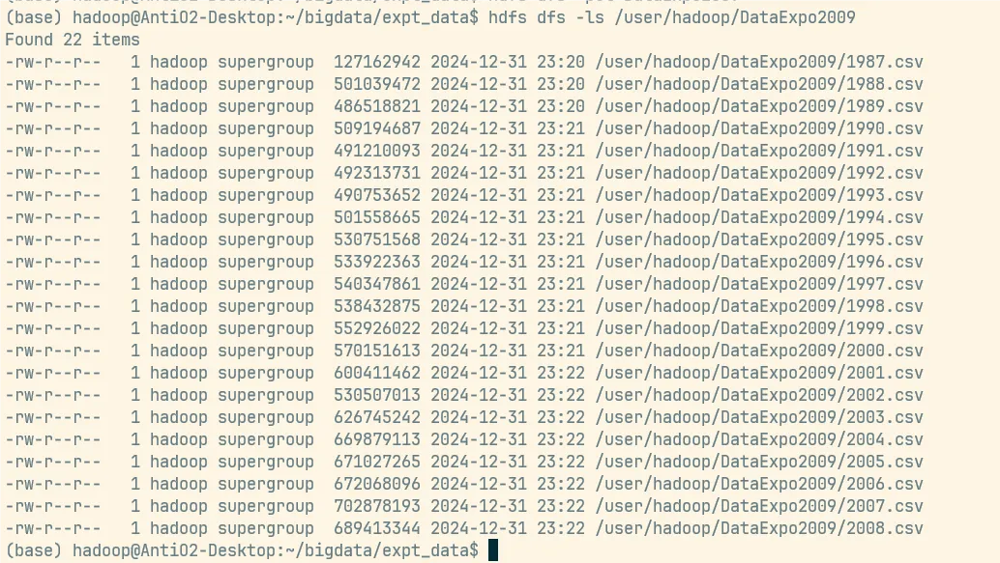 (base) hadoop@AntiO2-Desktop:~/bigdata/expt_data$ hdfs dfs -ls /user/hadoop/DataExpo2009
Found 22 items
-rw-r--r--   1 hadoop supergroup  127162942 2024-12-31 23:20 /user/hadoop/DataExpo2009/1987.csv
-rw-r--r--   1 hadoop supergroup  501039472 2024-12-31 23:20 /user/hadoop/DataExpo2009/1988.csv
-rw-r--r--   1 hadoop supergroup  486518821 2024-12-31 23:20 /user/hadoop/DataExpo2009/1989.csv
-rw-r--r--   1 hadoop supergroup  509194687 2024-12-31 23:21 /user/hadoop/DataExpo2009/1990.csv
-rw-r--r--   1 hadoop supergroup  491210093 2024-12-31 23:21 /user/hadoop/DataExpo2009/1991.csv
-rw-r--r--   1 hadoop supergroup  492313731 2024-12-31 23:21 /user/hadoop/DataExpo2009/1992.csv
-rw-r--r--   1 hadoop supergroup  490753652 2024-12-31 23:21 /user/hadoop/DataExpo2009/1993.csv
-rw-r--r--   1 hadoop supergroup  501558665 2024-12-31 23:21 /user/hadoop/DataExpo2009/1994.csv
-rw-r--r--   1 hadoop supergroup  530751568 2024-12-31 23:21 /user/hadoop/DataExpo2009/1995.csv
-rw-r--r--   1 hadoop supergroup  533922363 2024-12-31 23:21 /user/hadoop/DataExpo2009/1996.csv
-rw-r--r--   1 hadoop supergroup  540347861 2024-12-31 23:21 /user/hadoop/DataExpo2009/1997.csv
-rw-r--r--   1 hadoop supergroup  538432875 2024-12-31 23:21 /user/hadoop/DataExpo2009/1998.csv
-rw-r--r--   1 hadoop supergroup  552926022 2024-12-31 23:21 /user/hadoop/DataExpo2009/1999.csv
-rw-r--r--   1 hadoop supergroup  570151613 2024-12-31 23:21 /user/hadoop/DataExpo2009/2000.csv
-rw-r--r--   1 hadoop supergroup  600411462 2024-12-31 23:22 /user/hadoop/DataExpo2009/2001.csv
-rw-r--r--   1 hadoop supergroup  530507013 2024-12-31 23:22 /user/hadoop/DataExpo2009/2002.csv
-rw-r--r--   1 hadoop supergroup  626745242 2024-12-31 23:22 /user/hadoop/DataExpo2009/2003.csv
-rw-r--r--   1 hadoop supergroup  669879113 2024-12-31 23:22 /user/hadoop/DataExpo2009/2004.csv
-rw-r--r--   1 hadoop supergroup  671027265 2024-12-31 23:22 /user/hadoop/DataExpo2009/2005.csv
-rw-r--r--   1 hadoop supergroup  672068096 2024-12-31 23:22 /user/hadoop/DataExpo2009/2006.csv
-rw-r--r--   1 hadoop supergroup  702878193 2024-12-31 23:22 /user/hadoop/DataExpo2009/2007.csv
-rw-r--r--   1 hadoop supergroup  689413344 2024-12-31 23:22 /user/hadoop/DataExpo2009/2008.csv
(base) hadoop@AntiO2-Desktop:~/bigdata/expt_data$